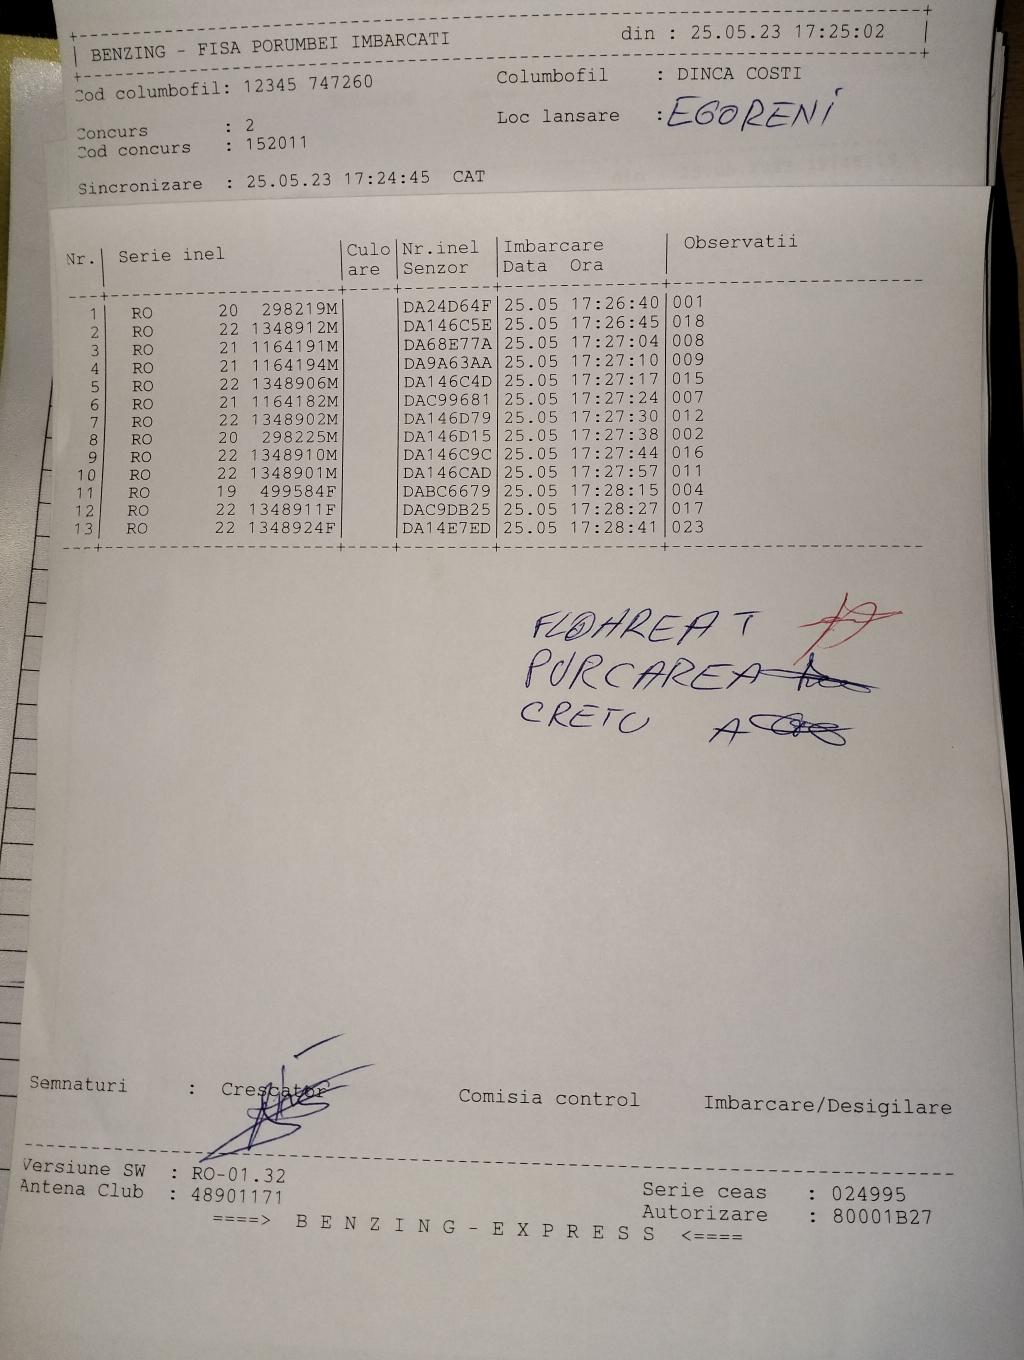 BENZING - FISA PORUMBEI IMBARCATI din : 25.05.23 17:25:02
Cod columbofil: 12345 747260 Columbofil : DINCA COSTI
Concurs : 2 Loc lansare : EGORENI
Cod concurs : 152011
Sincronizare : 25.05.23 17:24:45 CAT
Nr. Serie inel Culo Nr.inel Imbarcare Observatii
are Senzor Data Ora
1 RO 20 298219M DA24D64F 25.05 17:26:40 001
2 RO 22 1348912M DA146C5E 25.05 17:26:45 018
3 RO 21 1164191M DA68E77A 25.05 17:27:04 008
4 RO 21 1164194M DA9A63AA 25.05 17:27:10 009
5 RO 22 1348906M DA146C4D 25.05 17:27:17 015
6 RO 21 1164182M DAC99681 25.05 17:27:24 007
7 RO 22 1348902M DA146D79 25.05 17:27:30 012
8 RO 20 298225M DA146D15 25.05 17:27:38 002
9 RO 22 1348910M DA146C9C 25.05 17:27:44 016
10 RO 22 1348901M DA146CAD 25.05 17:27:57 011
11 RO 19 499584F DABC6679 25.05 17:28:15 004
12 RO 22 1348911F DAC9DB25 25.05 17:28:27 017
13 RO 22 1348924F DA14E7ED 25.05 17:28:41 023
FLOAREA T
PURCAREA
CRETU
Semnaturi : Crescator Comisia control Imbarcare/Desigilare
Versiune SW : RO-01.32 Serie ceas : 024995
Antena Club : 48901171 Autorizare : 80001B27
====> B E N Z I N G - E X P R E S S <====